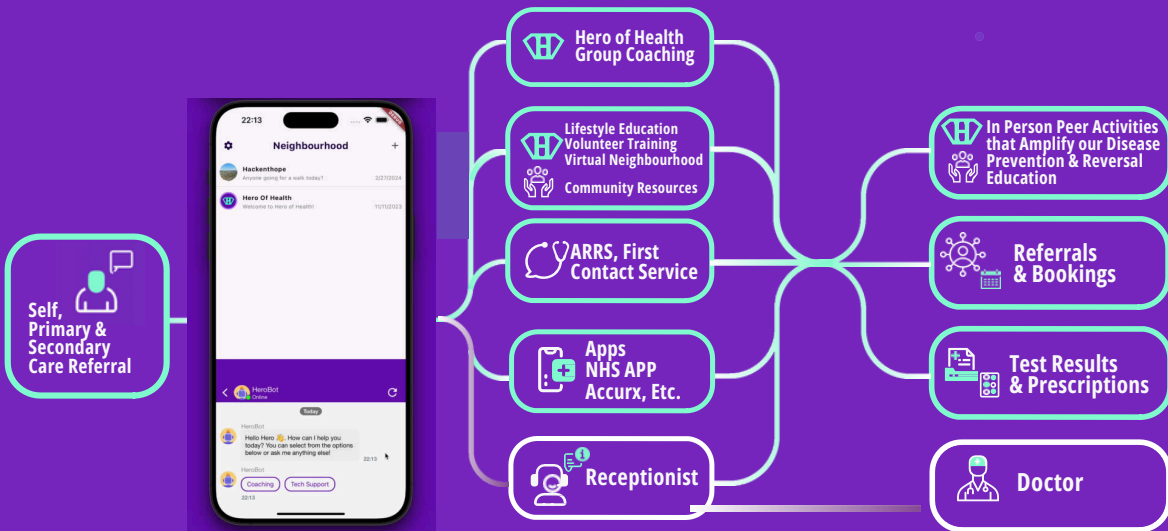 Self,
Primary &
Secondary
Care Referral
22:13
Neighbourhood
+
Hackenthope
Anyone going for a walk today?
2/27/2024
Hero Of Health
Welcome to Hero of Health!
11/11/2023
HeroBot
Online
Today
HeroBot
Hello Hero 👋. How can I help you
today? You can select from the options
below or ask me anything else!
22:13
HeroBot
Coaching
Tech Support
22:13
Hero of Health
Group Coaching
Lifestyle Education
Volunteer Training
Virtual Neighbourhood
Community Resources
ARRS, First
Contact Service
Apps
NHS APP
Accurx, Etc.
Receptionist
In Person Peer Activities
that Amplify our Disease
Prevention & Reversal
Education
Referrals
& Bookings
Test Results
& Prescriptions
Doctor